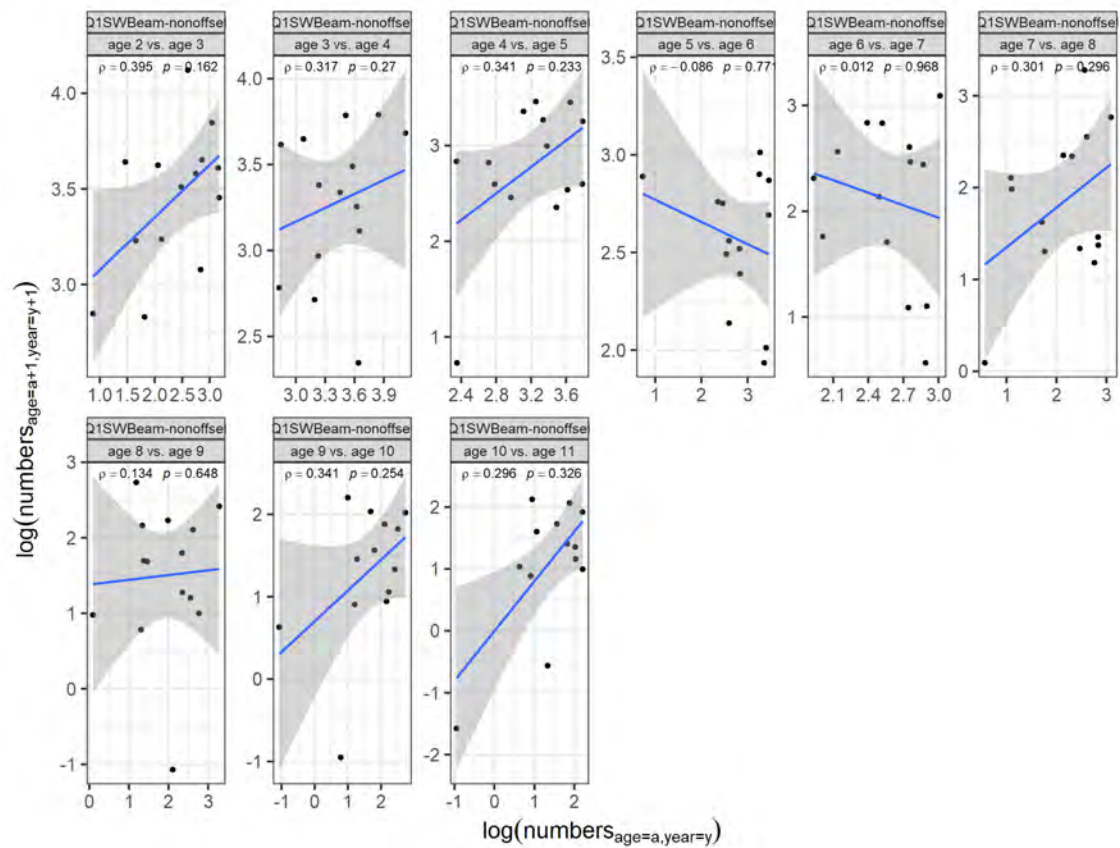 Q1SWBeam-nonoffse Q1SWBeam-nonoffse Q1SWBeam-nonoffse Q1SWBeam-nonoffse Q1SWBeam-nonoffse Q1SWBeam-nonoffse
age 2 vs. age 3 age 3 vs. age 4 age 4 vs. age 5 age 5 vs. age 6 age 6 vs. age 7 age 7 vs. age 8
ρ = 0.395 p = 0.162 ρ = 0.317 p = 0.27 ρ = 0.341 p = 0.233 ρ = −0.086 p = 0.77 ρ = 0.012 p = 0.968 ρ = 0.301 p = 0.296
4.0
3.5
3.0
4.0
3.5
3.0
2.5
3
2
1
3.5
3.0
2.5
2.0
3
2
1
3
2
1
0
1.0 1.5 2.0 2.5 3.0
3.0 3.3 3.6 3.9
2.4 2.8 3.2 3.6
1 2 3
2.1 2.4 2.7 3.0
1 2 3
Q1SWBeam-nonoffse Q1SWBeam-nonoffse Q1SWBeam-nonoffse
age 8 vs. age 9 age 9 vs. age 10 age 10 vs. age 11
ρ = 0.134 p = 0.648 ρ = 0.341 p = 0.254 ρ = 0.296 p = 0.326
3
2
1
0
-1
2
1
0
-1
2
1
0
-1
-2
0 1 2 3
-1 0 1 2
-1 0 1 2
log(numbers age=a+1,year=y+1)
log(numbers age=a,year=y)